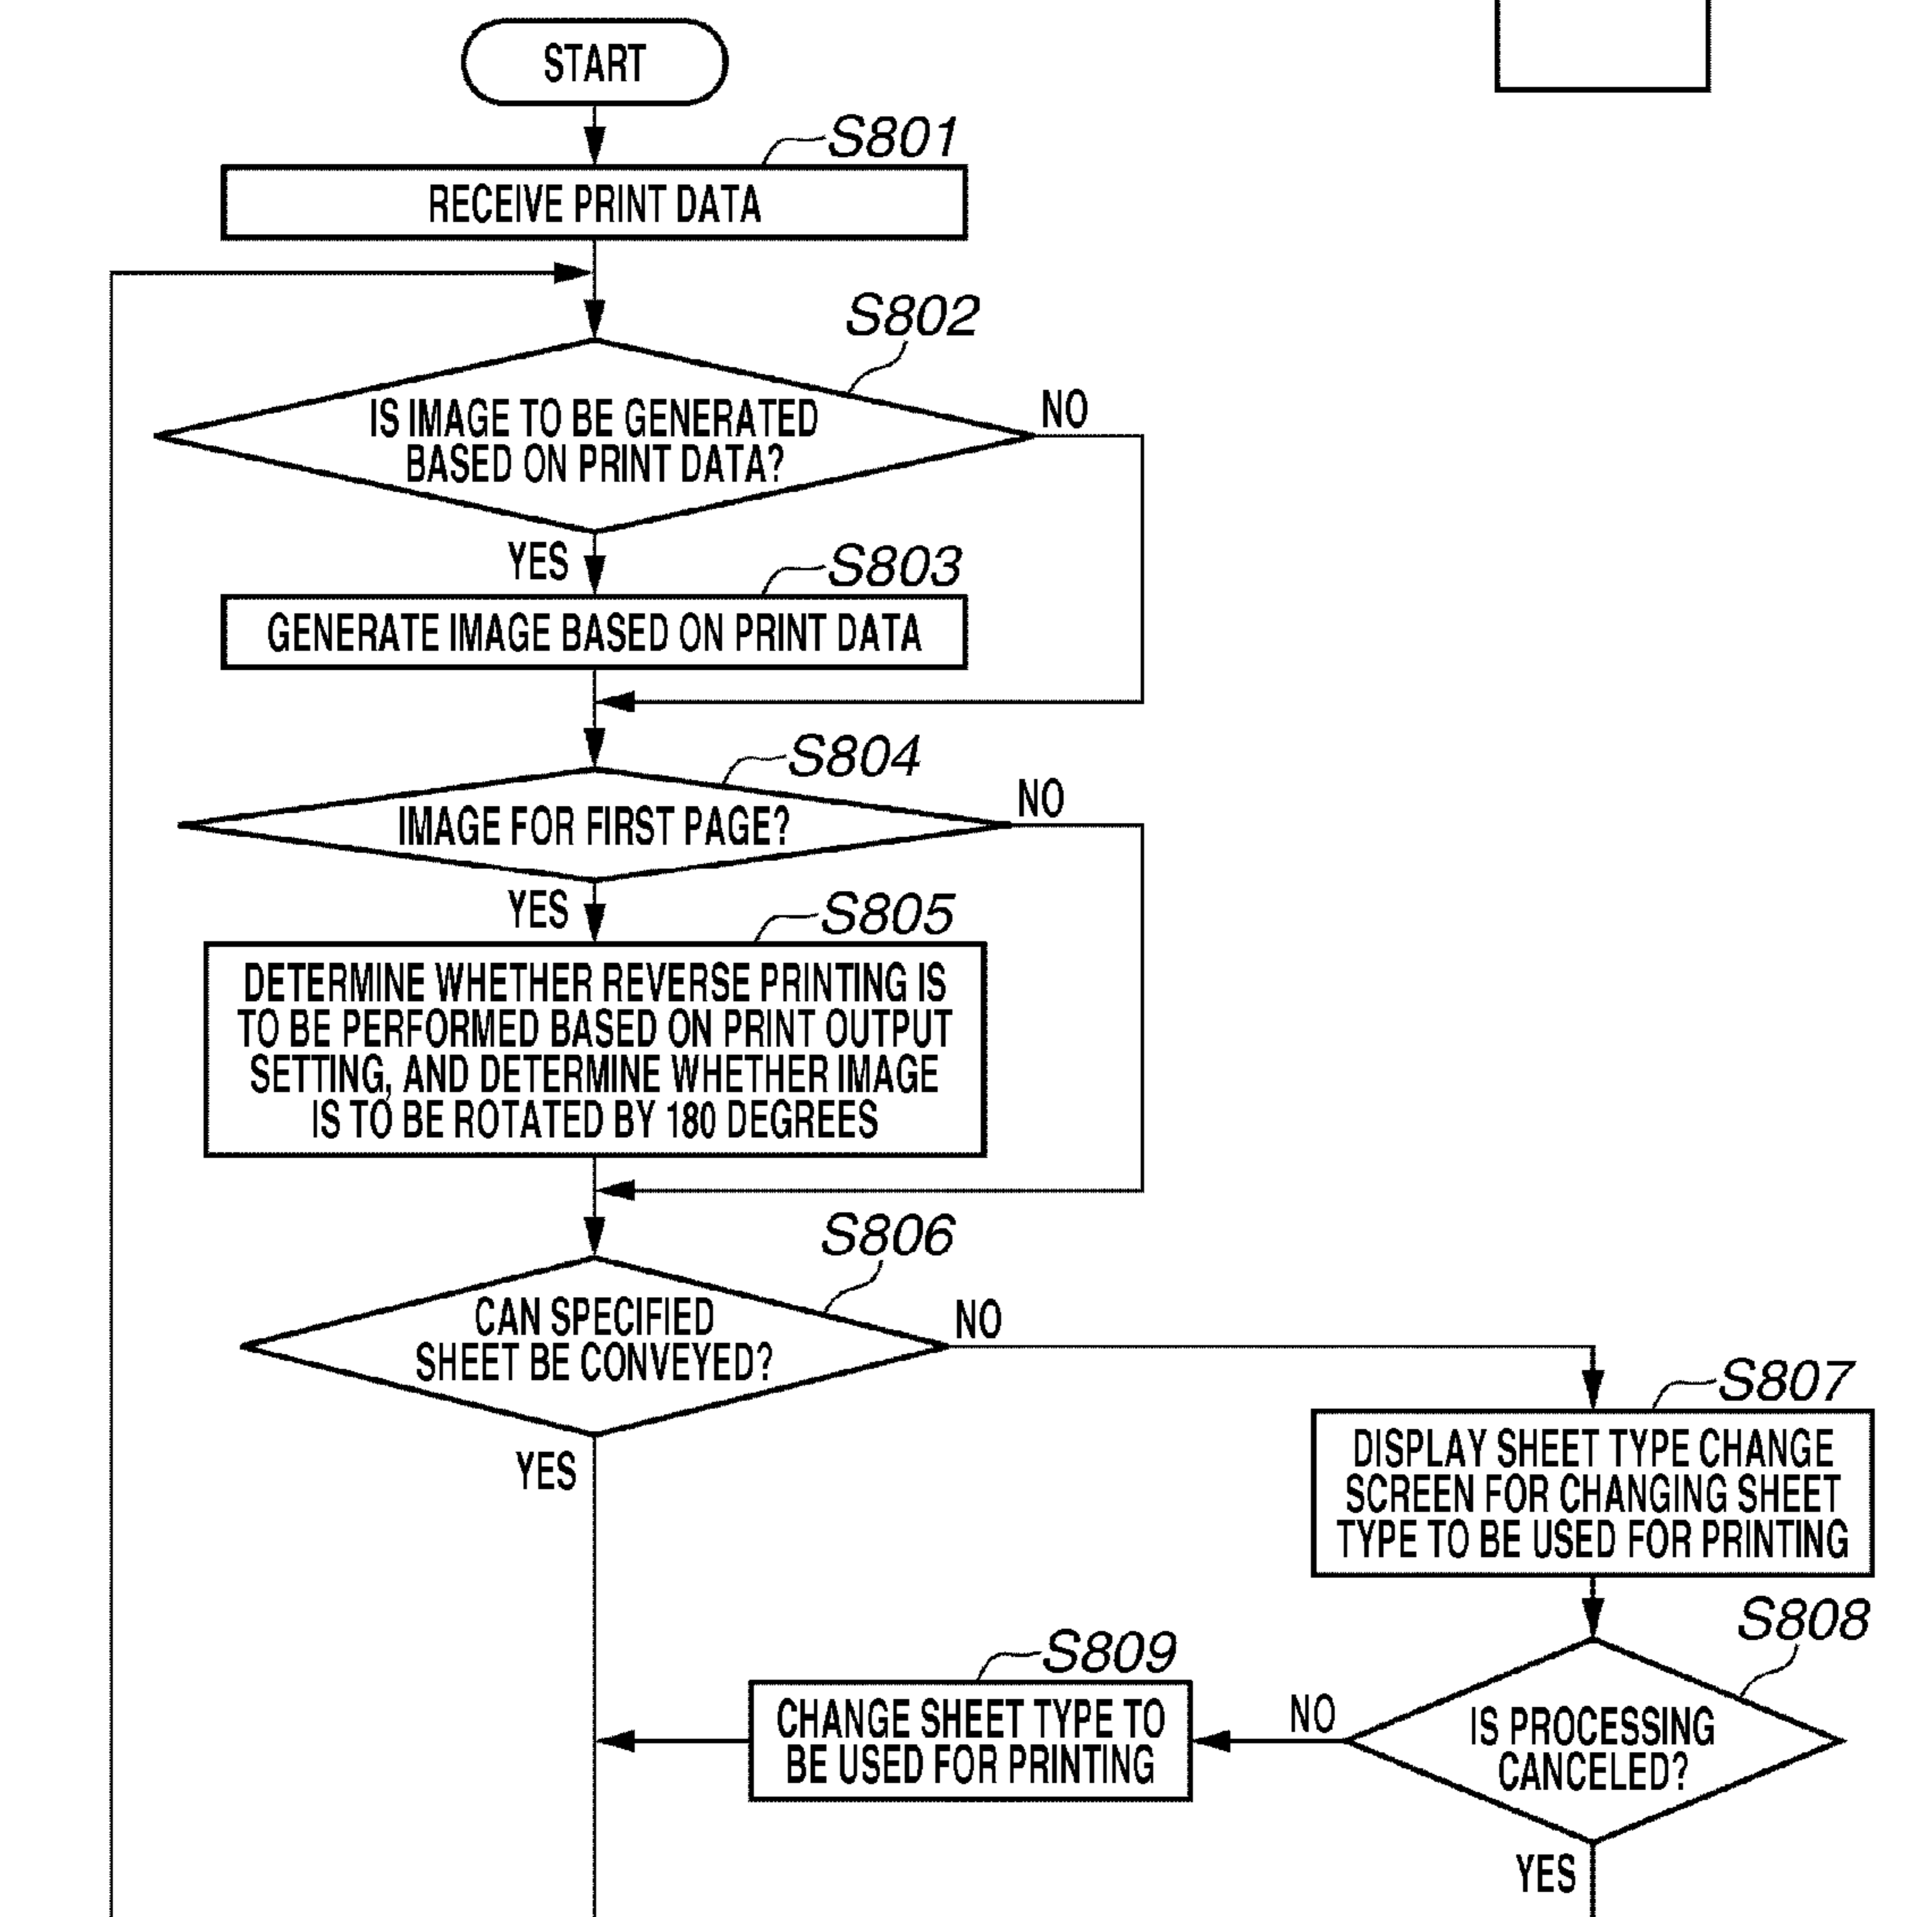 START
S801
RECEIVE PRINT DATA
S802
IS IMAGE TO BE GENERATED
BASED ON PRINT DATA?
NO
YES
S803
GENERATE IMAGE BASED ON PRINT DATA
S804
IMAGE FOR FIRST PAGE?
NO
YES
S805
DETERMINE WHETHER REVERSE PRINTING IS
TO BE PERFORMED BASED ON PRINT OUTPUT
SETTING, AND DETERMINE WHETHER IMAGE
IS TO BE ROTATED BY 180 DEGREES
S806
CAN SPECIFIED
SHEET BE CONVEYED?
NO
YES
S807
DISPLAY SHEET TYPE CHANGE
SCREEN FOR CHANGING SHEET
TYPE TO BE USED FOR PRINTING
S808
IS PROCESSING
CANCELED?
NO
S809
CHANGE SHEET TYPE TO
BE USED FOR PRINTING
YES